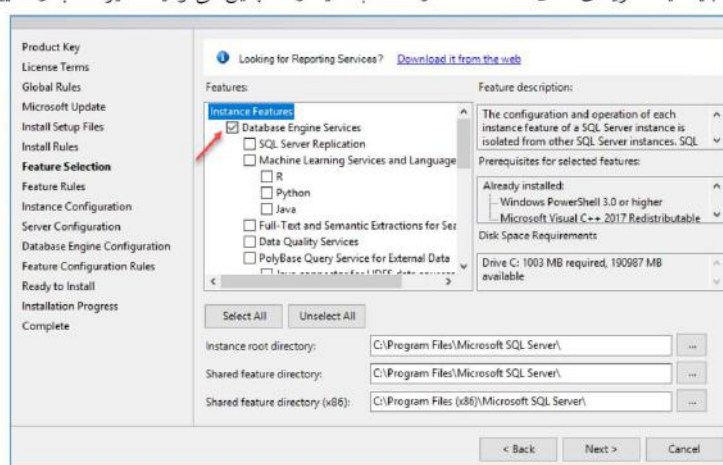 Product Key
License Terms
Global Rules
Microsoft Update
Install Setup Files
Install Rules
Feature Selection
Feature Rules
Instance Configuration
Server Configuration
Database Engine Configuration
Feature Configuration Rules
Ready to Install
Installation Progress
Complete
Looking for Reporting Services? Download it from the web
Features:
Instance Features
Database Engine Services
SQL Server Replication
Machine Learning Services and Language
R
Python
Java
Full-Text and Semantic Extractions for Sea
Data Quality Services
PolyBase Query Service for External Data
Java connector for HDFS data sources
Feature description:
The configuration and operation of each
instance feature of a SQL Server instance is
isolated from other SQL Server instances. SQL
Prerequisites for selected features:
Already installed:
Windows PowerShell 3.0 or higher
Microsoft Visual C++ 2017 Redistributable
Disk Space Requirements
Drive C: 1003 MB required, 190987 MB
available
Select All
Unselect All
Instance root directory: C:\Program Files\Microsoft SQL Server\ ...
Shared feature directory: C:\Program Files\Microsoft SQL Server\ ...
Shared feature directory (x86): C:\Program Files (x86)\Microsoft SQL Server\ ...
< Back
Next >
Cancel